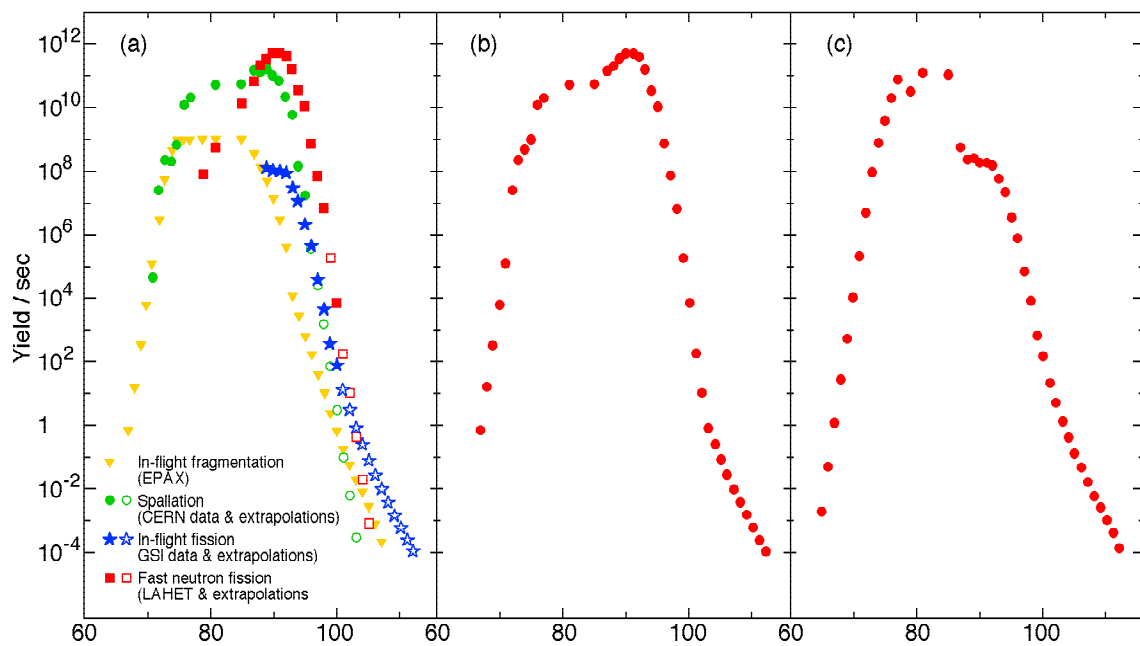 (a)
(b)
(c)
Yield / sec
10^12
10^10
10^8
10^6
10^4
10^2
1
10^-2
10^-4
In-flight fragmentation
(EPAX)
Spallation
(CERN data & extrapolations)
In-flight fission
GSI data & extrapolations)
Fast neutron fission
(LAHET & extrapolations
60
80
100
60
80
100
60
80
100